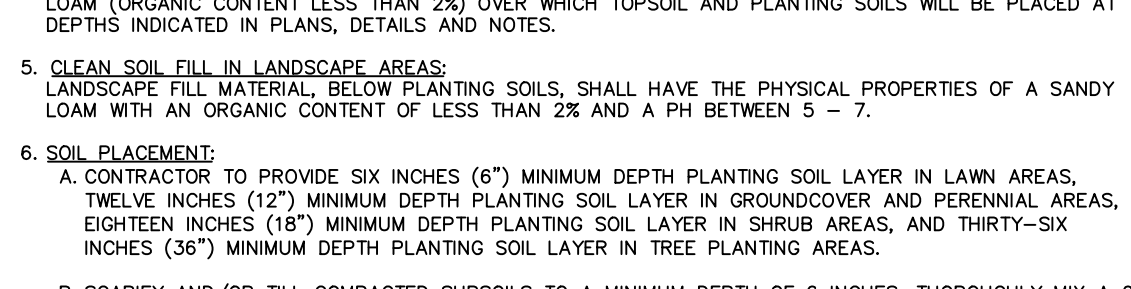 LOAM (ORGANIC CONTENT LESS THAN 2%) OVER WHICH TOPSOIL AND PLANTING SOILS WILL BE PLACED AT
DEPTHS INDICATED IN PLANS, DETAILS AND NOTES.
5. CLEAN SOIL FILL IN LANDSCAPE AREAS:
LANDSCAPE FILL MATERIAL, BELOW PLANTING SOILS, SHALL HAVE THE PHYSICAL PROPERTIES OF A SANDY
LOAM WITH AN ORGANIC CONTENT OF LESS THAN 2% AND A PH BETWEEN 5 – 7.
6. SOIL PLACEMENT:
A. CONTRACTOR TO PROVIDE SIX INCHES (6") MINIMUM DEPTH PLANTING SOIL LAYER IN LAWN AREAS,
TWELVE INCHES (12") MINIMUM DEPTH PLANTING SOIL LAYER IN GROUNDCOVER AND PERENNIAL AREAS,
EIGHTEEN INCHES (18") MINIMUM DEPTH PLANTING SOIL LAYER IN SHRUB AREAS, AND THIRTY–SIX
INCHES (36") MINIMUM DEPTH PLANTING SOIL LAYER IN TREE PLANTING AREAS.
B. SCARIFY AND/OR TILL COMPACTED SUBSOILS TO A MINIMUM DEPTH OF INCHES, THOROUGHLY MIX A